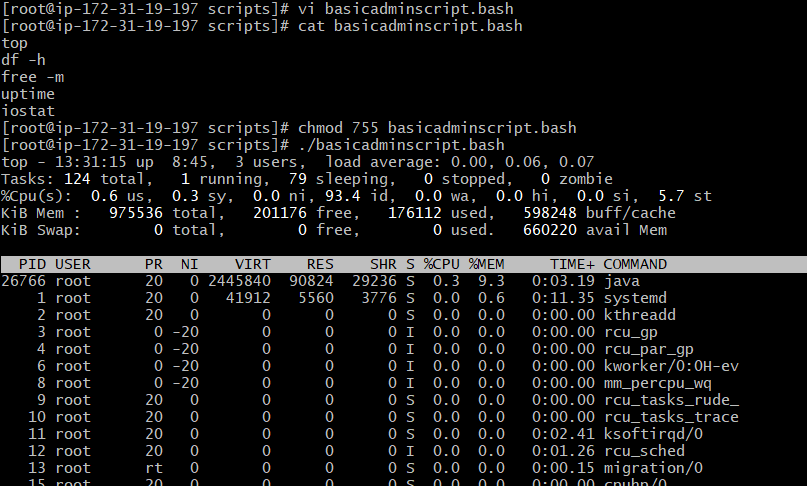 [root@ip-172-31-19-197 scripts]# vi basicadminscript.bash
[root@ip-172-31-19-197 scripts]# cat basicadminscript.bash
top
df -h
free -m
uptime
iostat
[root@ip-172-31-19-197 scripts]# chmod 755 basicadminscript.bash
[root@ip-172-31-19-197 scripts]# ./basicadminscript.bash
top - 13:31:15 up  8:45,  3 users,  load average: 0.00, 0.06, 0.07
Tasks: 124 total,   1 running,  79 sleeping,   0 stopped,   0 zombie
%Cpu(s):  0.6 us,  0.3 sy,  0.0 ni, 93.4 id,  0.0 wa,  0.0 hi,  0.0 si,  5.7 st
KiB Mem :   975536 total,   201176 free,   176112 used,   598248 buff/cache
KiB Swap:        0 total,        0 free,        0 used.   660220 avail Mem
  PID USER      PR  NI    VIRT    RES    SHR S %CPU %MEM     TIME+ COMMAND
26766 root      20   0 2445840  90824  29236 S  0.3  9.3   0:03.19 java
    1 root      20   0   41912   5560   3776 S  0.0  0.6   0:11.35 systemd
    2 root      20   0       0      0      0 S  0.0  0.0   0:00.00 kthreadd
    3 root       0 -20       0      0      0 I  0.0  0.0   0:00.00 rcu_gp
    4 root       0 -20       0      0      0 I  0.0  0.0   0:00.00 rcu_par_gp
    6 root       0 -20       0      0      0 I  0.0  0.0   0:00.00 kworker/0:0H-ev
    8 root       0 -20       0      0      0 I  0.0  0.0   0:00.00 mm_percpu_wq
    9 root      20   0       0      0      0 S  0.0  0.0   0:00.00 rcu_tasks_rude_
   10 root      20   0       0      0      0 S  0.0  0.0   0:00.00 rcu_tasks_trace
   11 root      20   0       0      0      0 S  0.0  0.0   0:02.41 ksoftirqd/0
   12 root      20   0       0      0      0 I  0.0  0.0   0:01.26 rcu_sched
   13 root      rt   0       0      0      0 S  0.0  0.0   0:00.15 migration/0
   15 root      20   0       0      0      0 S  0.0  0.0   0:00.00 cpuhp/0